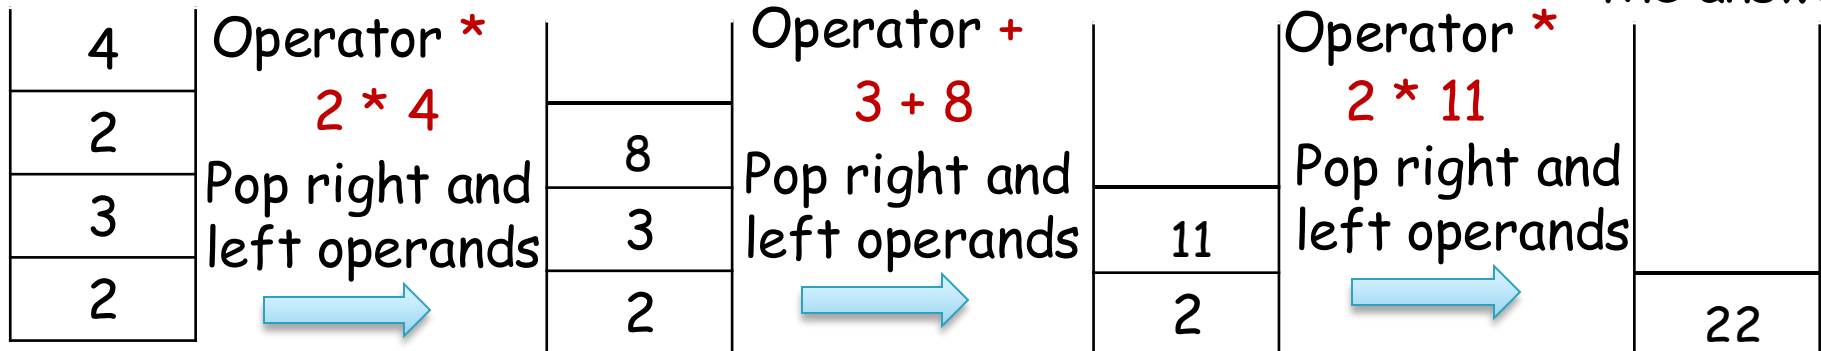 4
2
3
2
Operator *
2 * 4
Pop right and
left operands
8
3
2
Operator +
3 + 8
Pop right and
left operands
11
2
Operator *
2 * 11
Pop right and
left operands
22